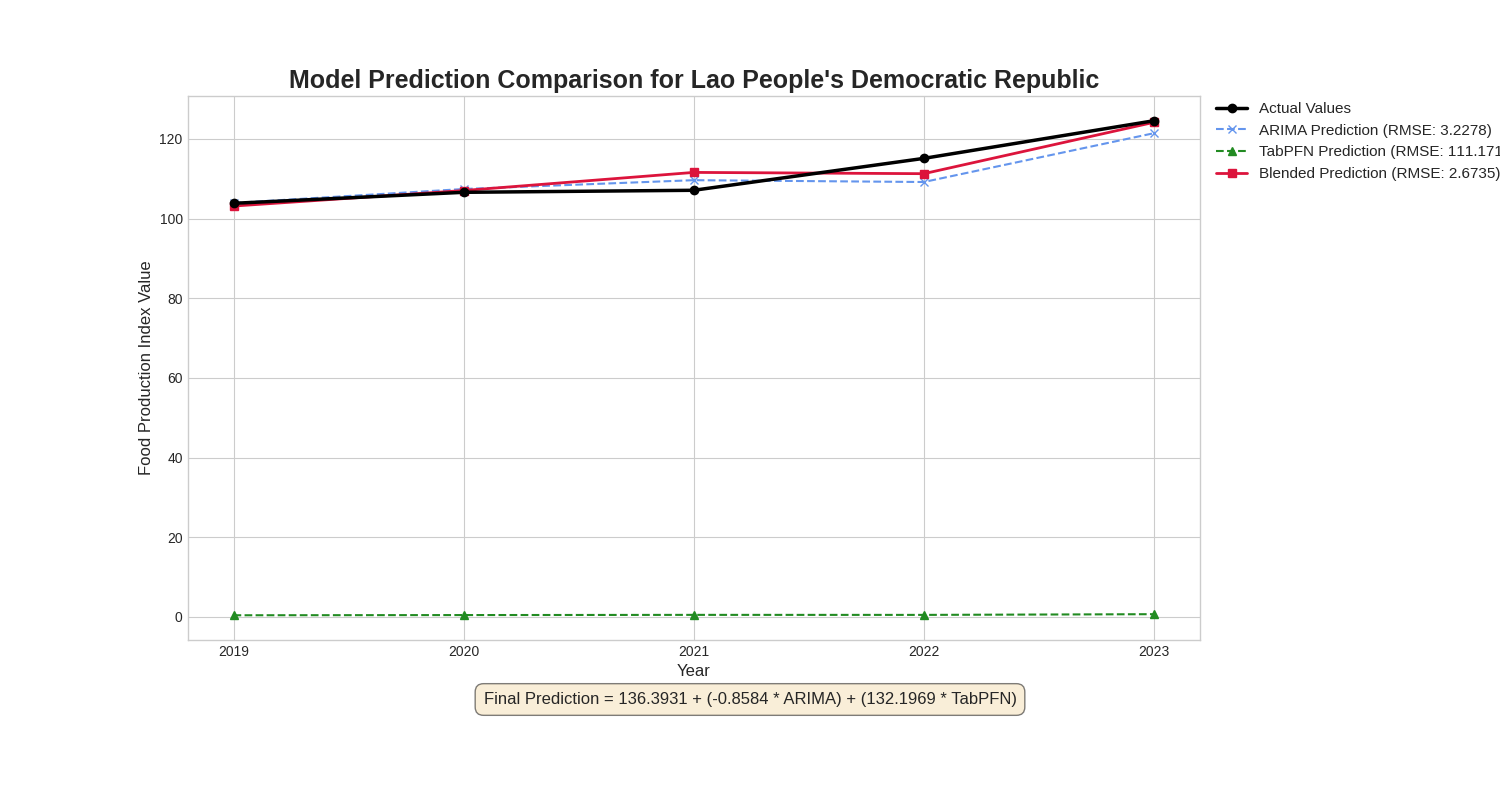 Model Prediction Comparison for Lao People's Democratic Republic
Actual Values
ARIMA Prediction (RMSE: 3.2278)
TabPFN Prediction (RMSE: 111.171
Blended Prediction (RMSE: 2.6735)
Food Production Index Value
120
100
80
60
40
20
0
2019 2020 2021 2022 2023
Year
Final Prediction = 136.3931 + (-0.8584 * ARIMA) + (132.1969 * TabPFN)